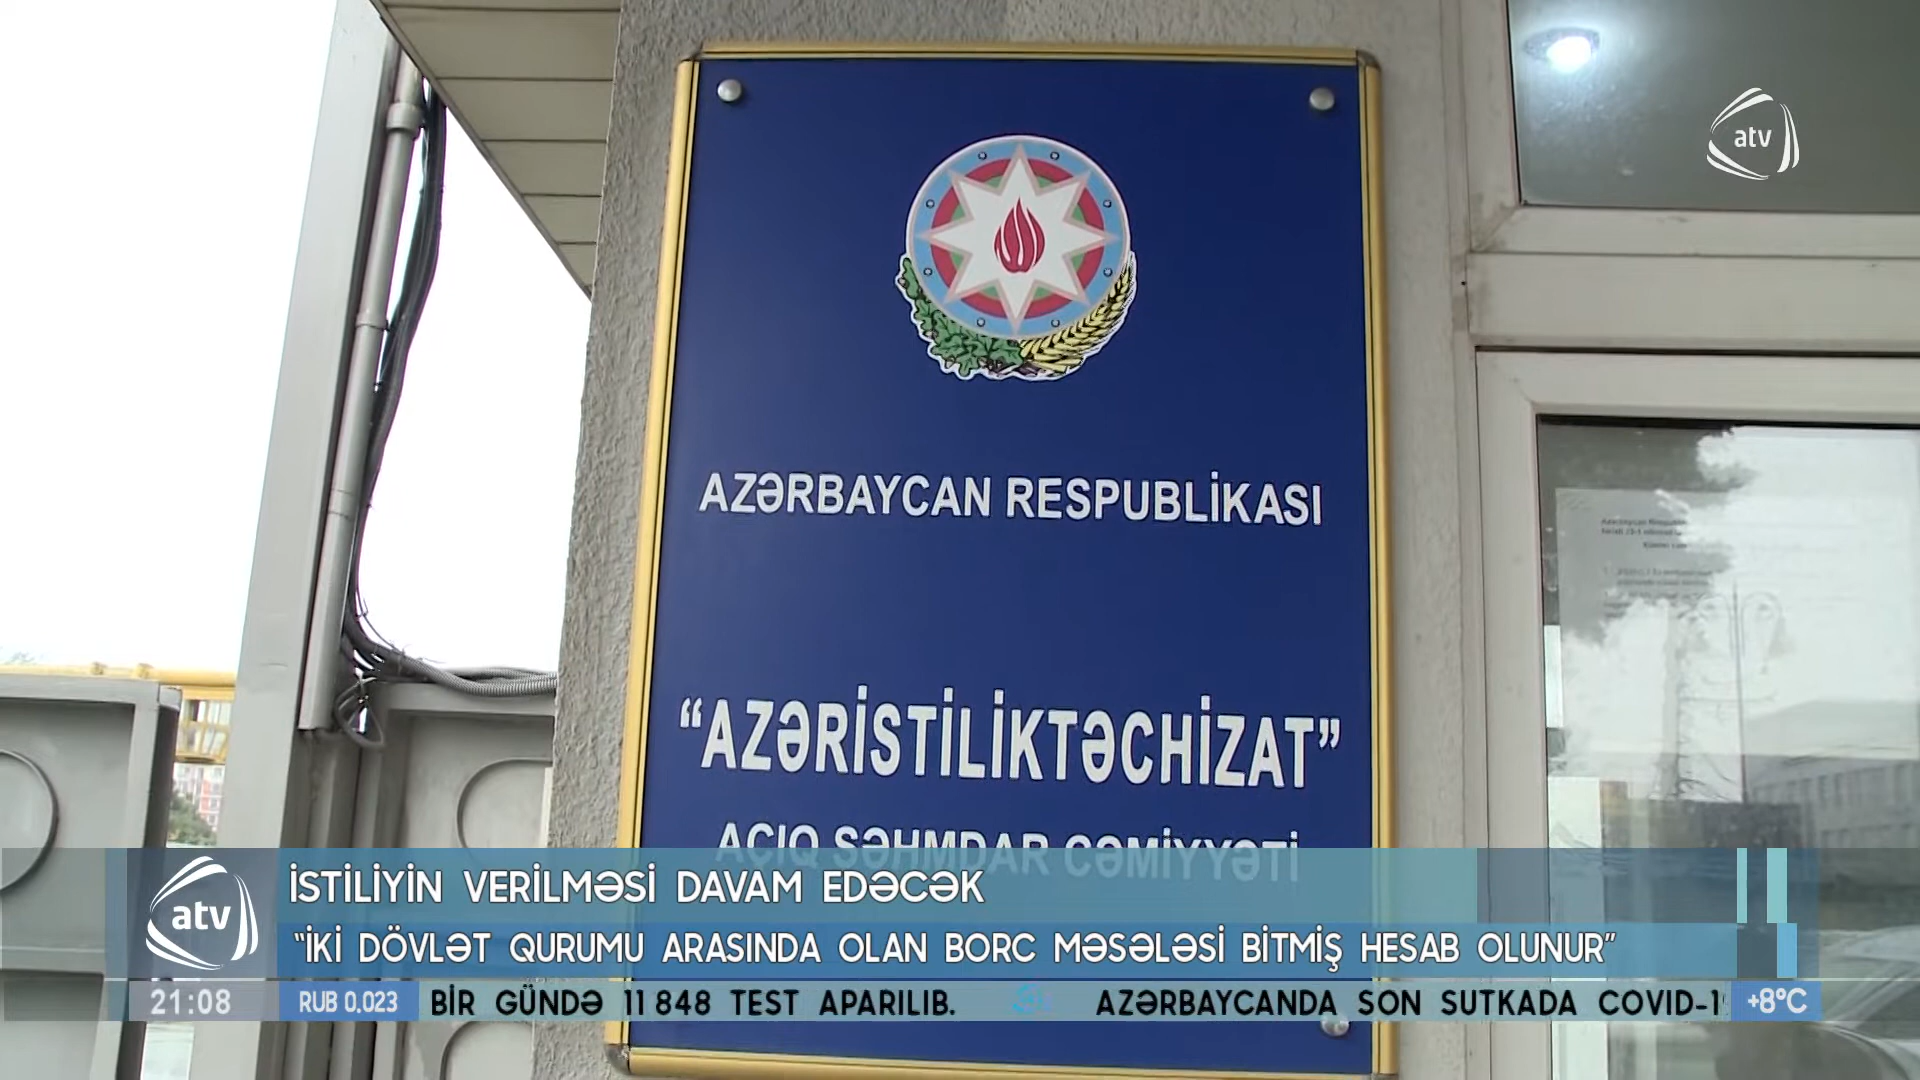 atv
AZƏRBAYCAN RESPUBLİKASI
“AZƏRİSTİLİKTƏCHİZAT”
AÇIQ SƏHMDAR CƏMİYYƏTİ
atv
İSTİLİYİN VERİLMƏSİ DAVAM EDƏCƏK
“İKİ DÖVLƏT QURUMU ARASINDA OLAN BORC MƏSƏLƏSİ BİTMİŞ HESAB OLUNUR”
21:08 RUB 0,023 BİR GÜNDƏ 11 848 TEST APARILIB. AZƏRBAYCANDA SON SUTKADA COVID-1 +8°C